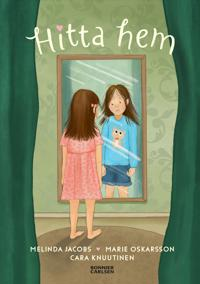 Hitta hem
MELINDA JACOBS ♥ MARIE OSKARSSON
CARA KNUUTINEN
BONNIER
CARLSEN